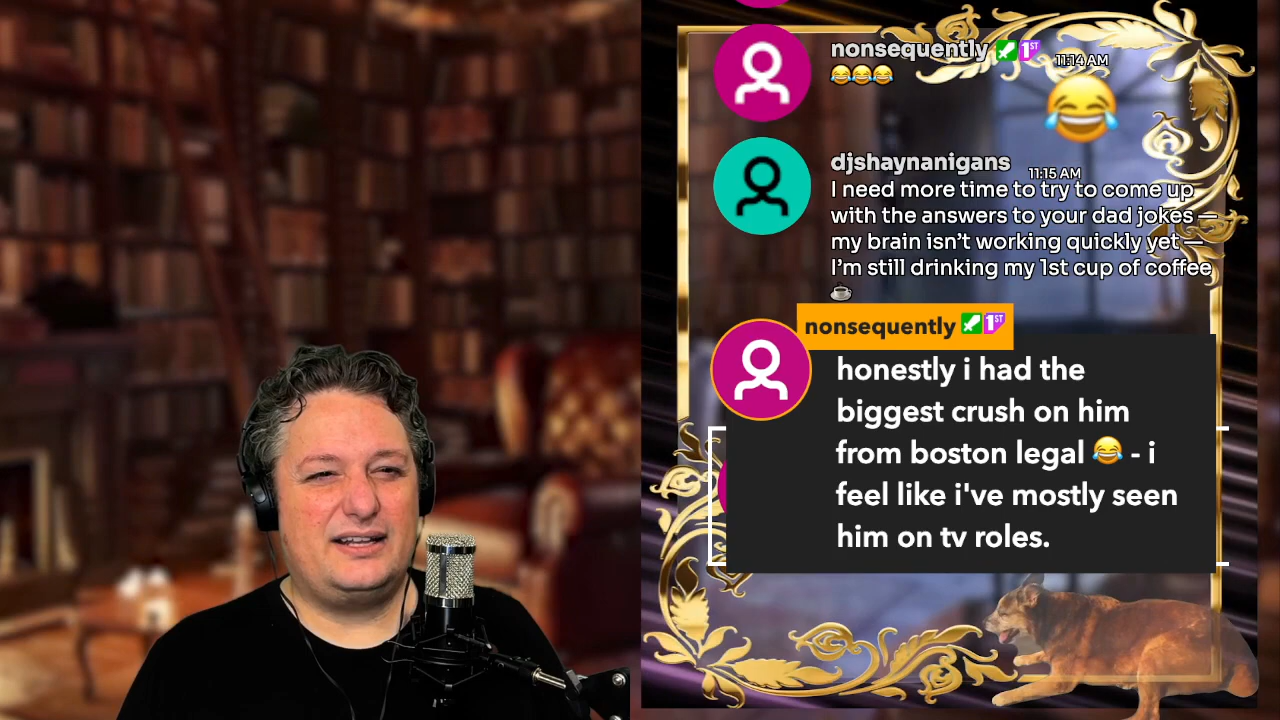 nonsequently 1ST 11:14 AM
😂😂😂
😂
djshaynanigans 11:15 AM
I need more time to try to come up
with the answers to your dad jokes —
my brain isn’t working quickly yet —
I’m still drinking my 1st cup of coffee
☕
nonsequently 1ST
honestly i had the
biggest crush on him
from boston legal 😂 - i
feel like i've mostly seen
him on tv roles.